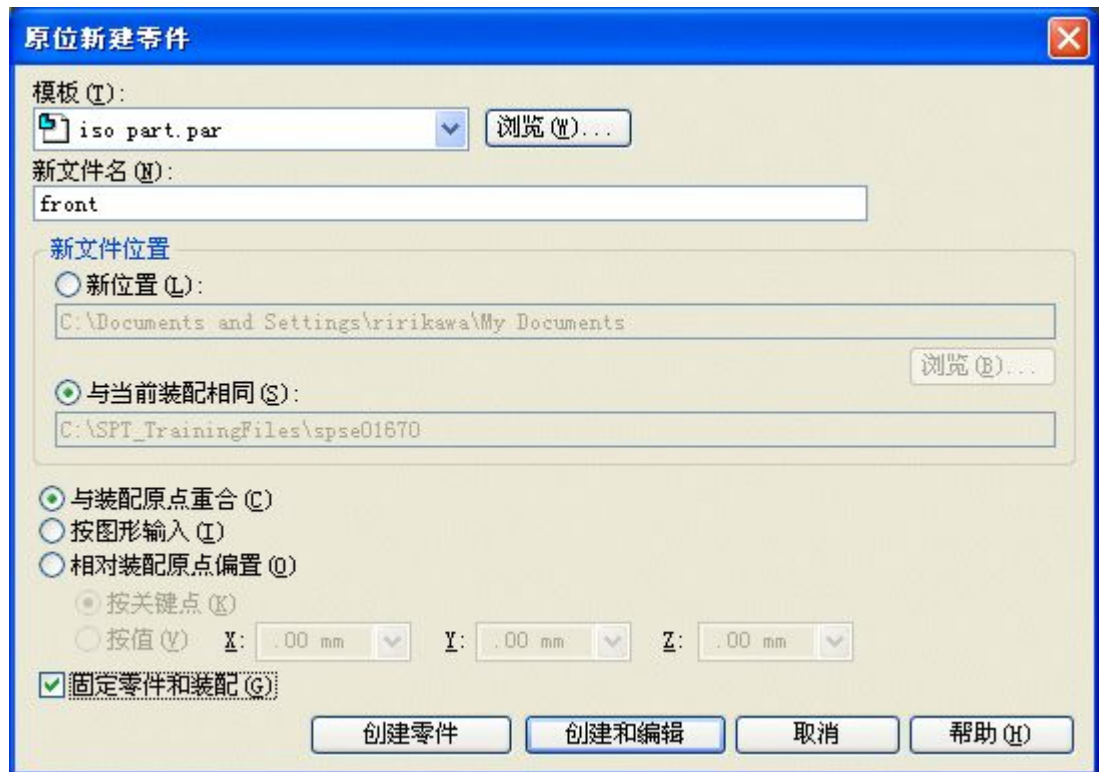 原位新建零件
模板(T):
iso part.par 浏览(W)...
新文件名(N):
front
新文件位置
新位置(L):
C:\Documents and Settings\ririkawa\My Documents
浏览(B)...
与当前装配相同(S):
C:\SPT_TrainingFiles\spse01670
与装配原点重合(C)
按图形输入(I)
相对装配原点偏置(O)
按关键点(K)
按值(V) X: .00 mm Y: .00 mm Z: .00 mm
固定零件和装配(G)
创建零件 创建和编辑 取消 帮助(H)